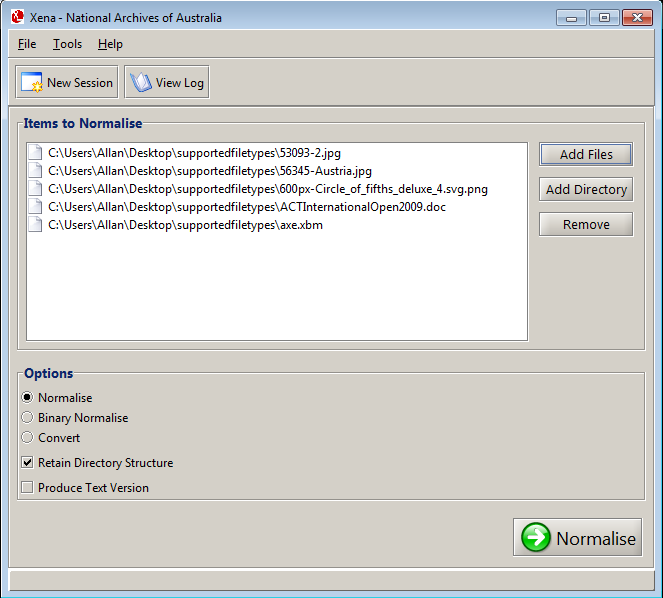 Xena - National Archives of Australia
File Tools Help
New Session View Log
Items to Normalise
C:\Users\Allan\Desktop\supportedfiletypes\53093-2.jpg
C:\Users\Allan\Desktop\supportedfiletypes\56345-Austria.jpg
C:\Users\Allan\Desktop\supportedfiletypes\600px-Circle_of_fifths_deluxe_4.svg.png
C:\Users\Allan\Desktop\supportedfiletypes\ACTInternationalOpen2009.doc
C:\Users\Allan\Desktop\supportedfiletypes\axe.xbm
Add Files
Add Directory
Remove
Options
Normalise
Binary Normalise
Convert
Retain Directory Structure
Produce Text Version
Normalise